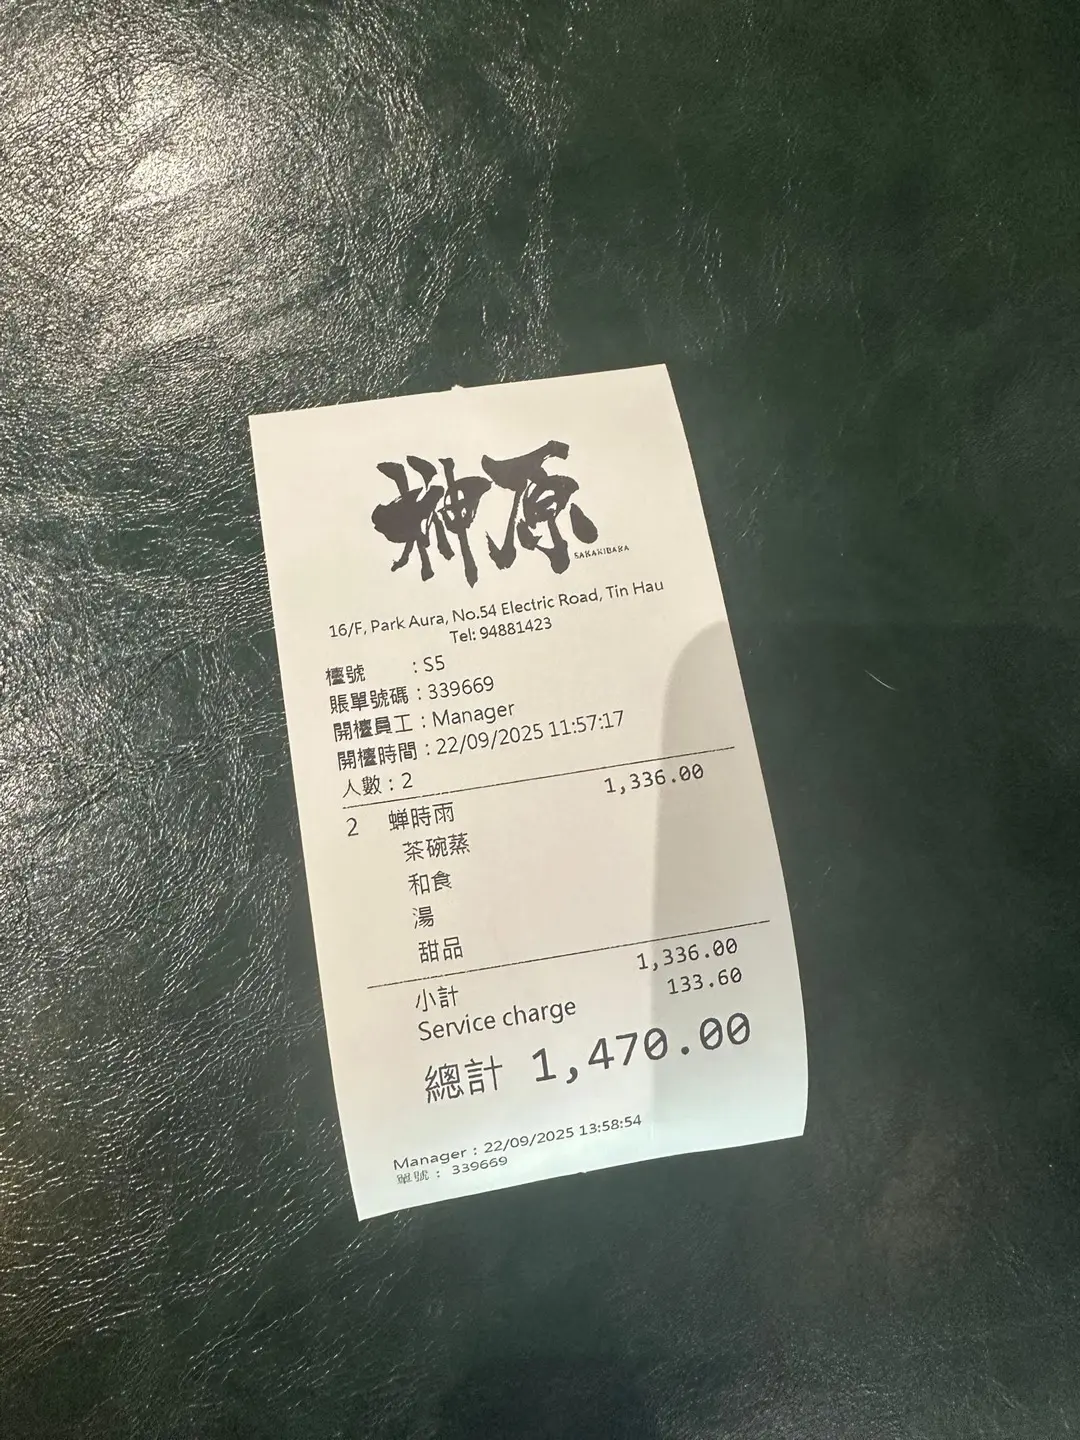 榊原
SAKAKIBARA
16/F, Park Aura, No.54 Electric Road, Tin Hau
Tel: 94881423
檯號 : S5
賬單號碼 : 339669
開檯員工 : Manager
開檯時間 : 22/09/2025 11:57:17
人數 : 2
2 蝉時雨 1,336.00
茶碗蒸
和食
湯
甜品
小計 1,336.00
Service charge 133.60
總計 1,470.00
Manager : 22/09/2025 13:58:54
單號 : 339669